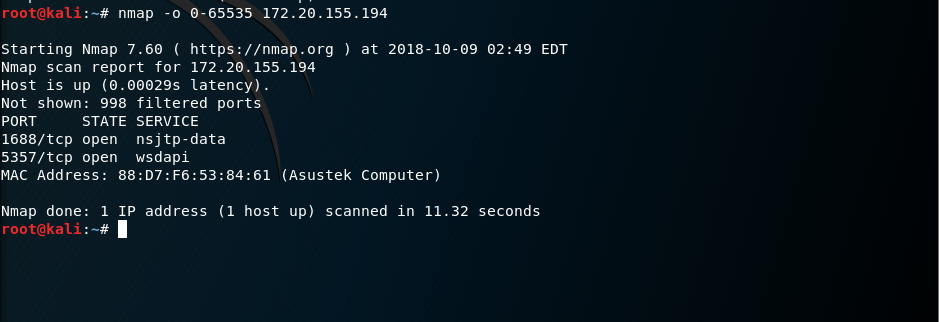 root@kali:~# nmap -o 0-65535 172.20.155.194
Starting Nmap 7.60 ( https://nmap.org ) at 2018-10-09 02:49 EDT
Nmap scan report for 172.20.155.194
Host is up (0.00029s latency).
Not shown: 998 filtered ports
PORT     STATE SERVICE
1688/tcp open  nsjtp-data
5357/tcp open  wsdapi
MAC Address: 88:D7:F6:53:84:61 (Asustek Computer)
Nmap done: 1 IP address (1 host up) scanned in 11.32 seconds
root@kali:~#